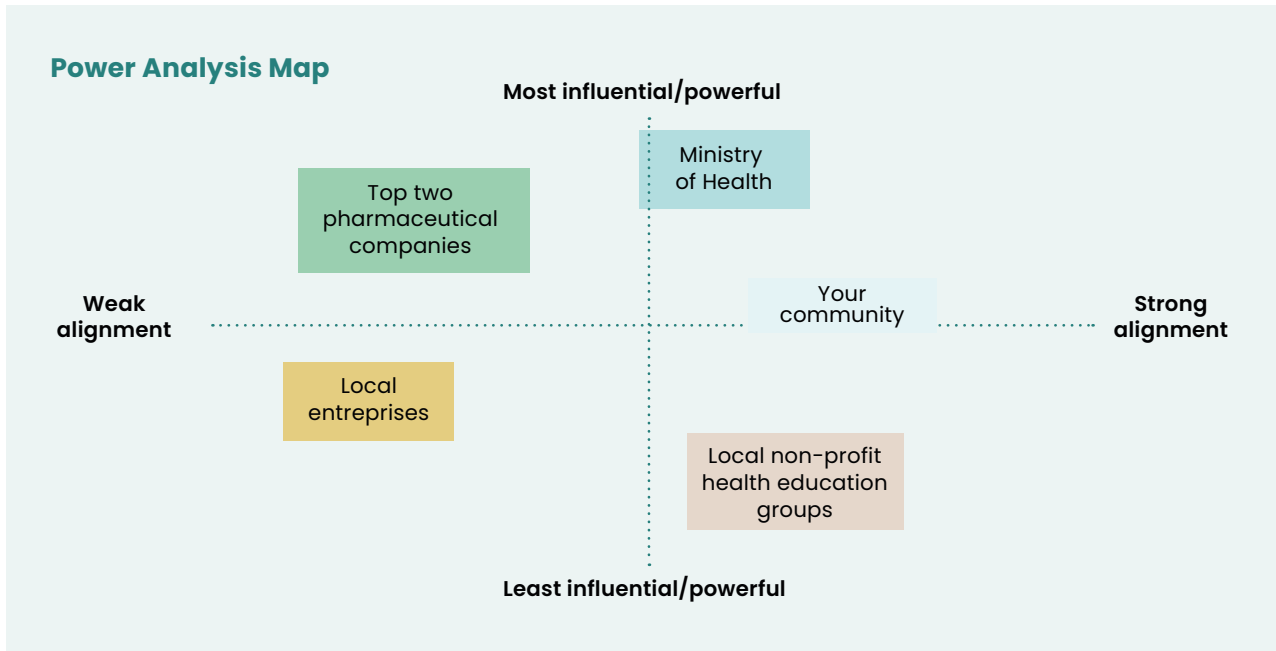 Power Analysis Map
Most influential/powerful
Ministry
of Health
Top two
pharmaceutical
companies
Your
community
Weak
alignment
Strong
alignment
Local
entreprises
Local non-profit
health education
groups
Least influential/powerful